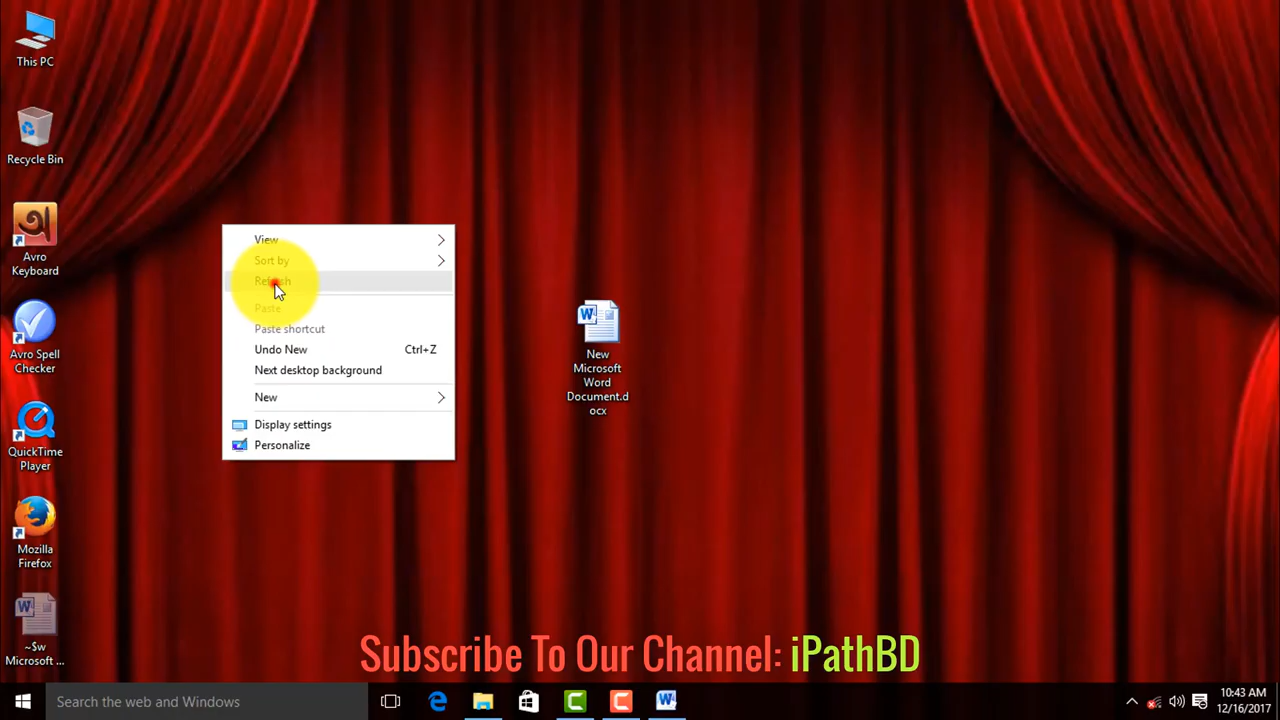 This PC
Recycle Bin
Avro
Keyboard
Avro Spell
Checker
QuickTime
Player
Mozilla
Firefox
~$w
Microsoft ...
View
Sort by
Refresh
Paste
Paste shortcut
Undo New Ctrl+Z
Next desktop background
New
Display settings
Personalize
New
Microsoft
Word
Document.d
ocx
Subscribe To Our Channel: iPathBD
Search the web and Windows
10:43 AM
12/16/2017